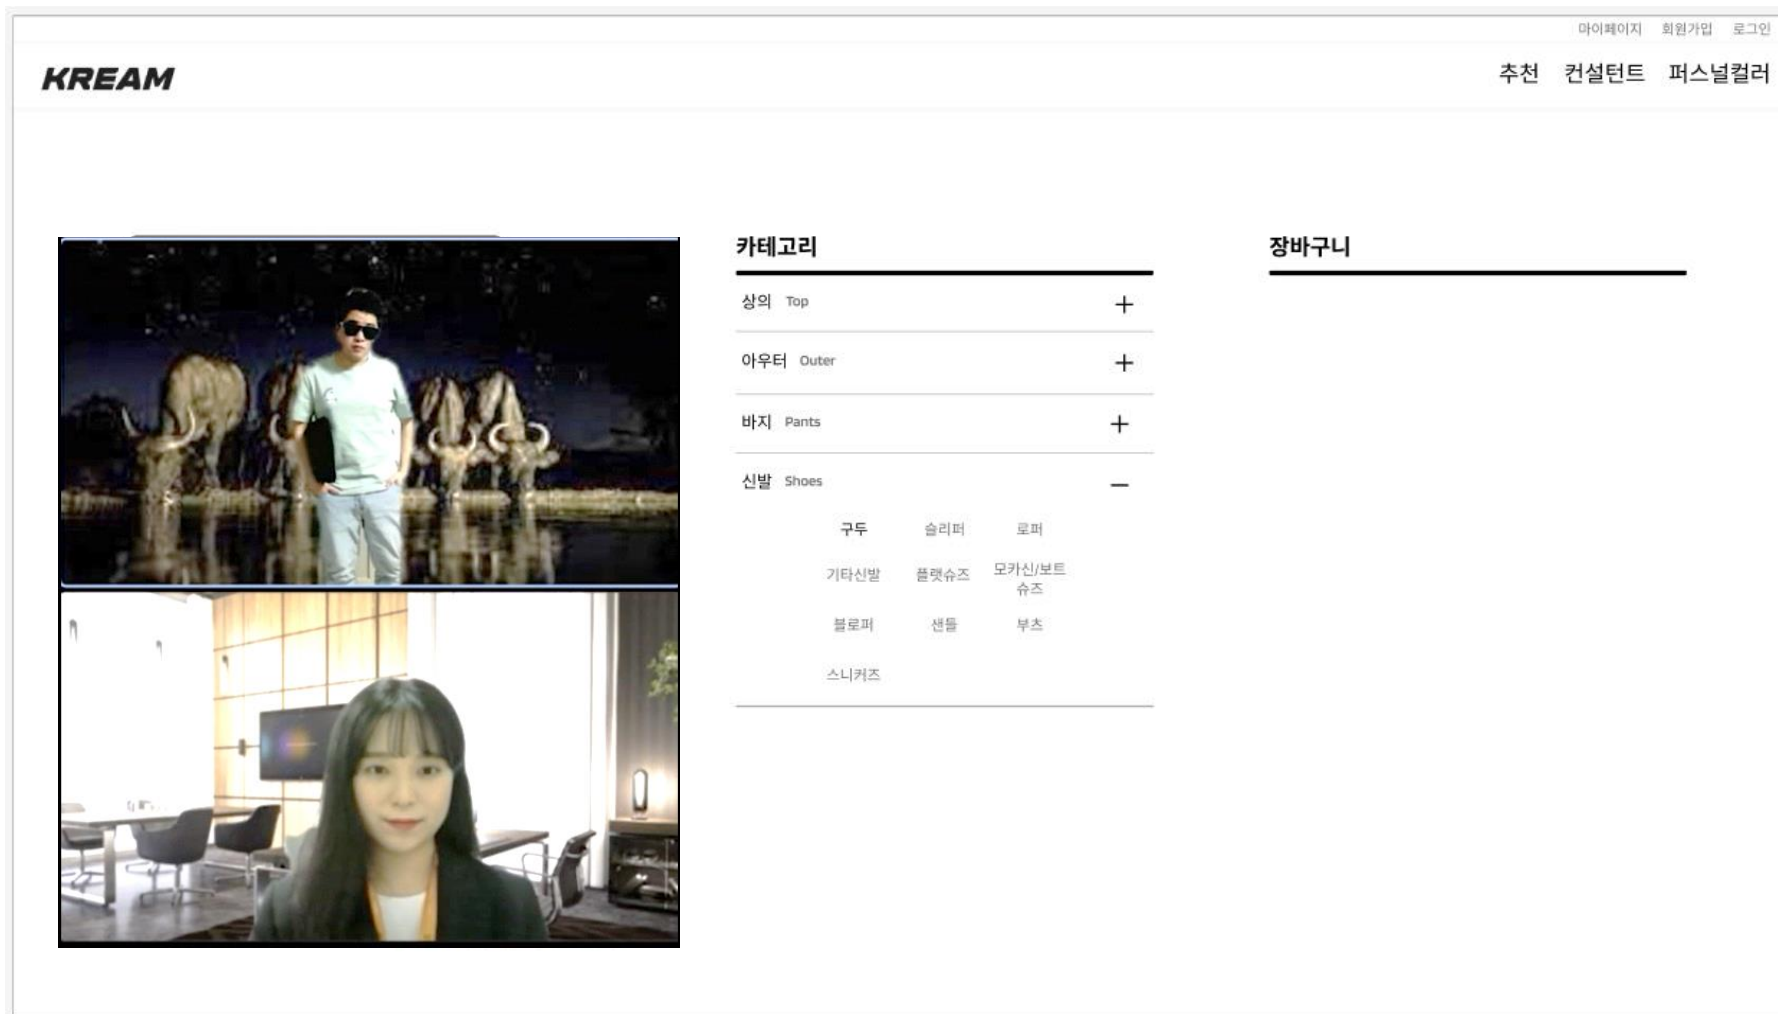 마이페이지 회원가입 로그인
KREAM
추천 컨설턴트 퍼스널컬러
카테고리
상의 Top
아우터 Outer
바지 Pants
신발 Shoes
구두 슬리퍼 로퍼
기타신발 플랫슈즈 모카신/보트
슈즈
블로퍼 샌들 부츠
스니커즈
장바구니